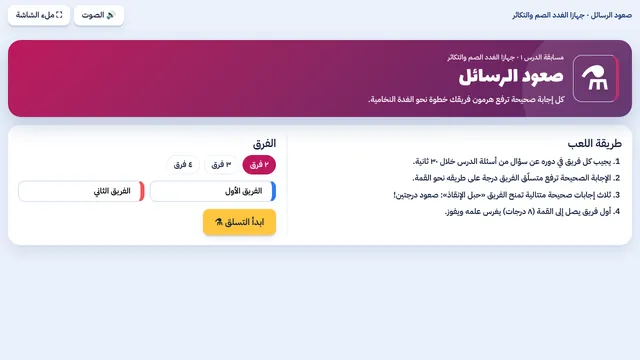 صعود الرسائل · جهازا الغدد الصم والتكاثر
🔊 الصوت
⛶ ملء الشاشة
مسابقة الدرس ١ · جهازا الغدد الصم والتكاثر
صعود الرسائل
كل إجابة صحيحة ترفع هرمون فريقك خطوة نحو الغدة النخامية.
طريقة اللعب
1. يجيب كل فريق في دوره عن سؤال من أسئلة الدرس خلال ٣٠ ثانية.
2. الإجابة الصحيحة ترفع متسلّق الفريق درجة على طريقه نحو القمة.
3. ثلاث إجابات صحيحة متتالية تمنح الفريق «حبل الإنقاذ»: صعود درجتين!
4. أول فريق يصل إلى القمة (٨ درجات) يغرس علمه ويفوز.
الفرق
٢ فرق
٣ فرق
٤ فرق
الفريق الأول
الفريق الثاني
ابدأ التسلق ⚗